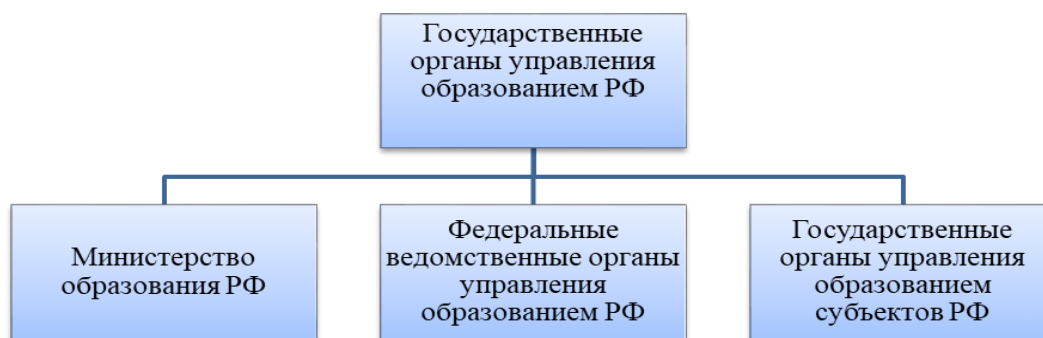 Государственные
органы управления
образованием РФ
Министерство
образования РФ
Федеральные
ведомственные органы
управления
образованием РФ
Государственные
органы управления
образованием
субъектов РФ